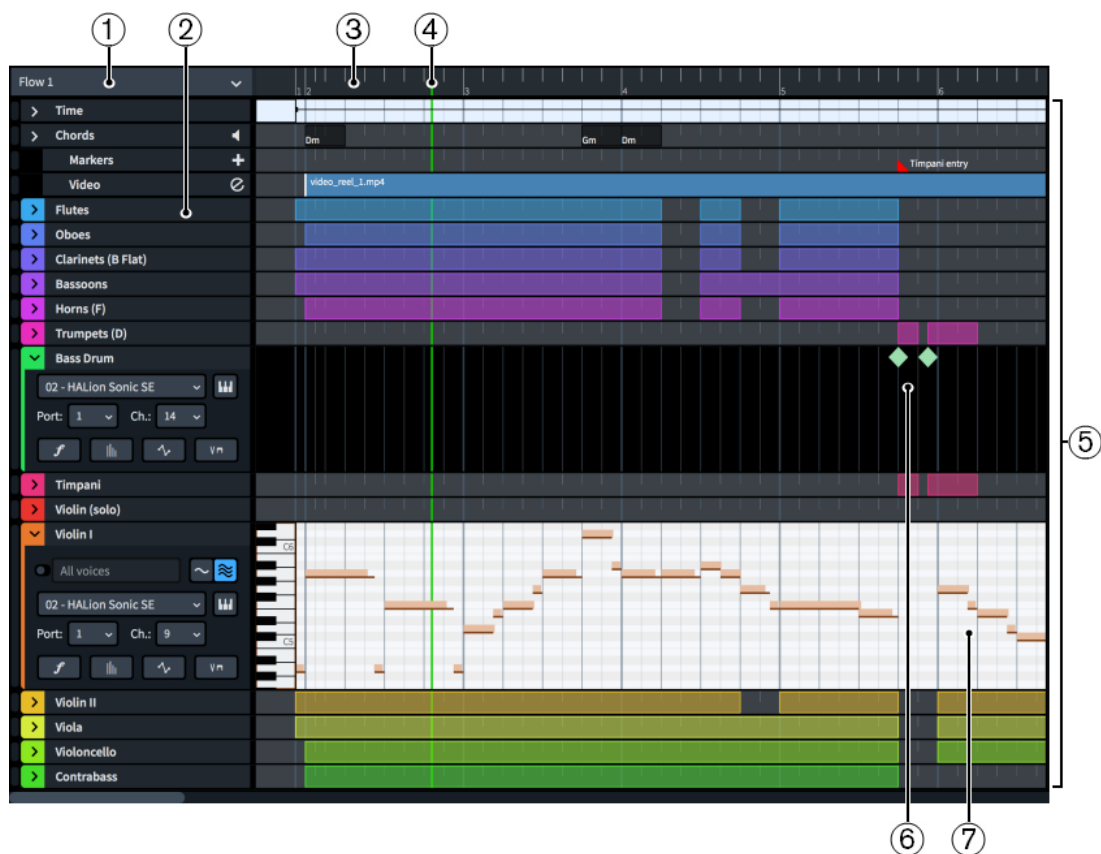 1 2 3 4
Flow 1
1 2 3 4 5 6
Time
Chords
Dm Gm Dm
Markers
Timpani entry
Video
video_reel_1.mp4
Flutes
Oboes
Clarinets (B Flat)
Bassoons
Horns (F)
Trumpets (D)
Bass Drum
02 - HALion Sonic SE
Port: 1 Ch.: 14
f V
5
Timpani
Violin (solo)
Violin I
C6
All voices
02 - HALion Sonic SE
Port: 1 Ch.: 9
C5
f V
Violin II
Viola
Violoncello
Contrabass
6 7